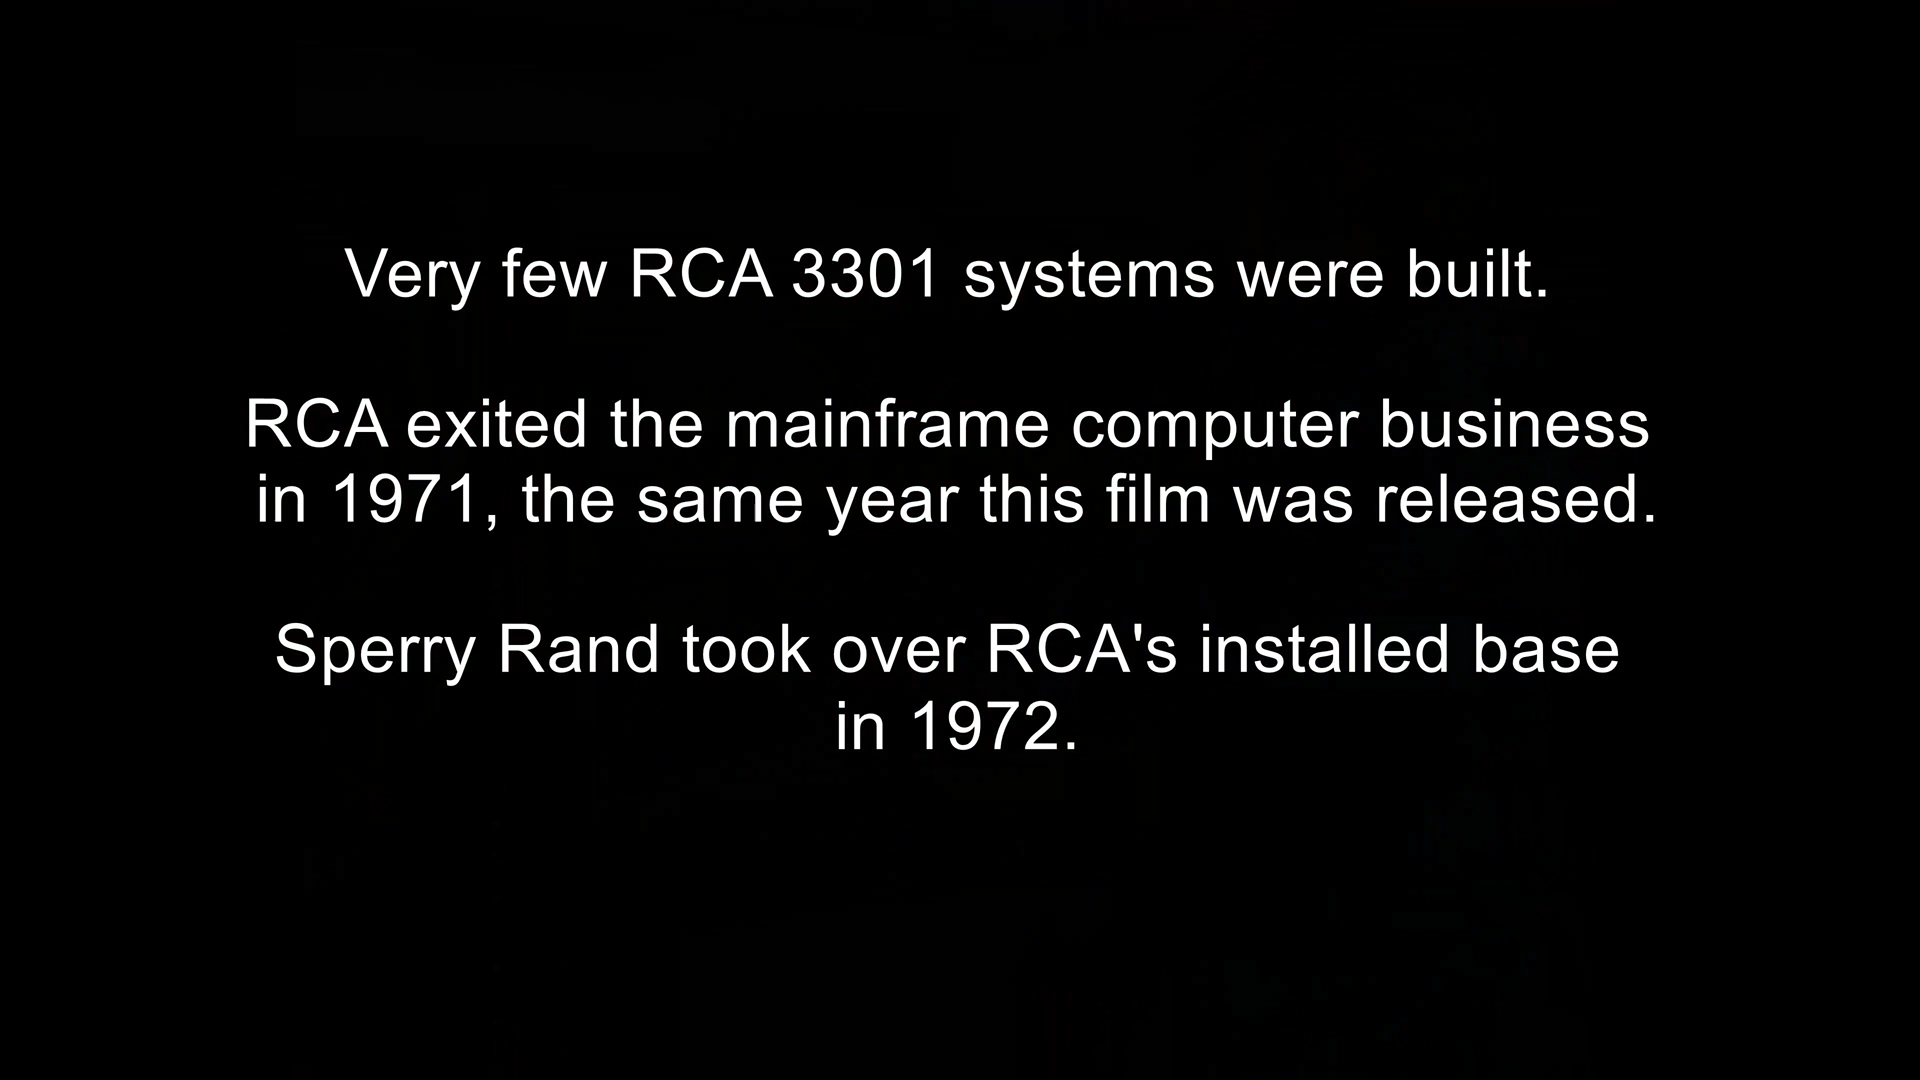 Very few RCA 3301 systems were built.
RCA exited the mainframe computer business
in 1971, the same year this film was released.
Sperry Rand took over RCA's installed base
in 1972.